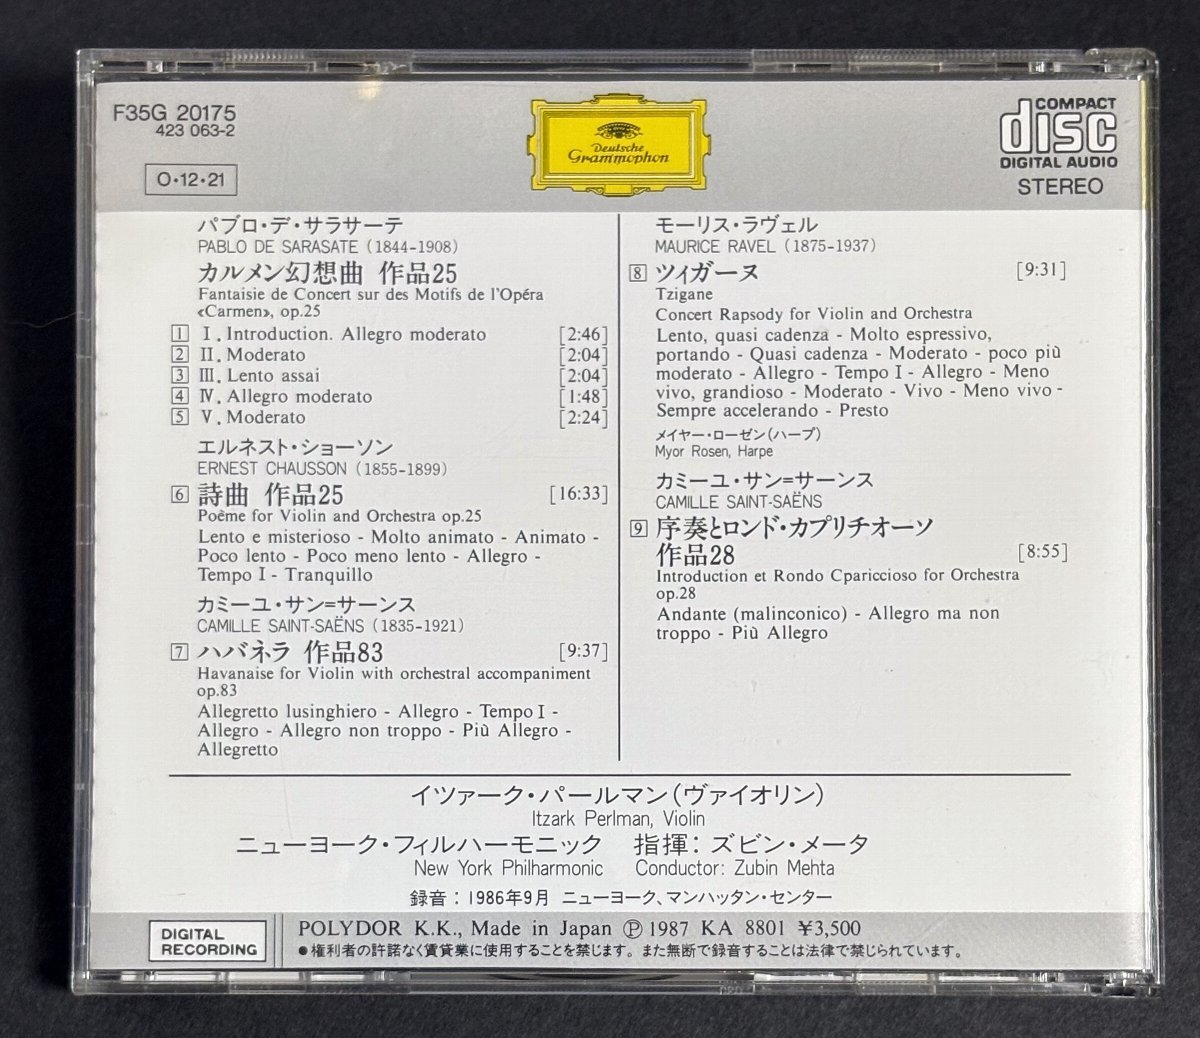 F35G 20175
423 063-2
O・12・21
Deutsche
Grammophon
COMPACT
disc
DIGITAL AUDIO
STEREO
パブロ・デ・サラサーテ
PABLO DE SARASATE (1844-1908)
カルメン幻想曲 作品25
Fantaisie de Concert sur des Motifs de l'Opéra
«Carmen», op.25
1 I. Introduction. Allegro moderato [2:46]
2 II. Moderato [2:04]
3 III. Lento assai [2:04]
4 IV. Allegro moderato [1:48]
5 V. Moderato [2:24]
エルネスト・ショーソン
ERNEST CHAUSSON (1855-1899)
6 詩曲 作品25 [16:33]
Poème for Violin and Orchestra op.25
Lento e misterioso - Molto animato - Animato -
Poco lento - Poco meno lento - Allegro -
Tempo I - Tranquillo
カミーユ・サン=サーンス
CAMILLE SAINT-SAËNS (1835-1921)
7 ハバネラ 作品83 [9:37]
Havanaise for Violin with orchestral accompaniment
op.83
Allegretto lusinghiero - Allegro - Tempo I -
Allegro - Allegro non troppo - Più Allegro -
Allegretto
モーリス・ラヴェル
MAURICE RAVEL (1875-1937)
8 ツィガーヌ [9:31]
Tzigane
Concert Rapsody for Violin and Orchestra
Lento, quasi cadenza - Molto espressivo,
portando - Quasi cadenza - Moderato - poco più
moderato - Allegro - Tempo I - Allegro - Meno
vivo, grandioso - Moderato - Vivo - Meno vivo -
Sempre accelerando - Presto
メイヤー・ローゼン(ハープ)
Myor Rosen, Harpe
カミーユ・サン=サーンス
CAMILLE SAINT-SAËNS
9 序奏とロンド・カプリチオーソ
作品28 [8:55]
Introduction et Rondo Cpariccioso for Orchestra
op.28
Andante (malinconico) - Allegro ma non
troppo - Più Allegro
イツァーク・パールマン(ヴァイオリン)
Itzark Perlman, Violin
ニューヨーク・フィルハーモニック 指揮: ズビン・メータ
New York Philharmonic Conductor: Zubin Mehta
録音: 1986年9月 ニューヨーク、マンハッタン・センター
DIGITAL
RECORDING
POLYDOR K.K., Made in Japan Ⓟ 1987 KA 8801 ¥3,500
●権利者の許諾なく賃貸業に使用することを禁じます。また無断で録音することは法律で禁じられています。